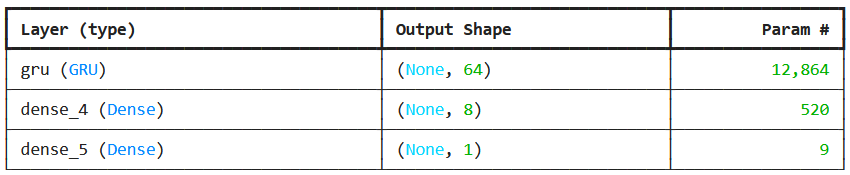 Layer (type) Output Shape Param #
gru (GRU) (None, 64) 12,864
dense_4 (Dense) (None, 8) 520
dense_5 (Dense) (None, 1) 9